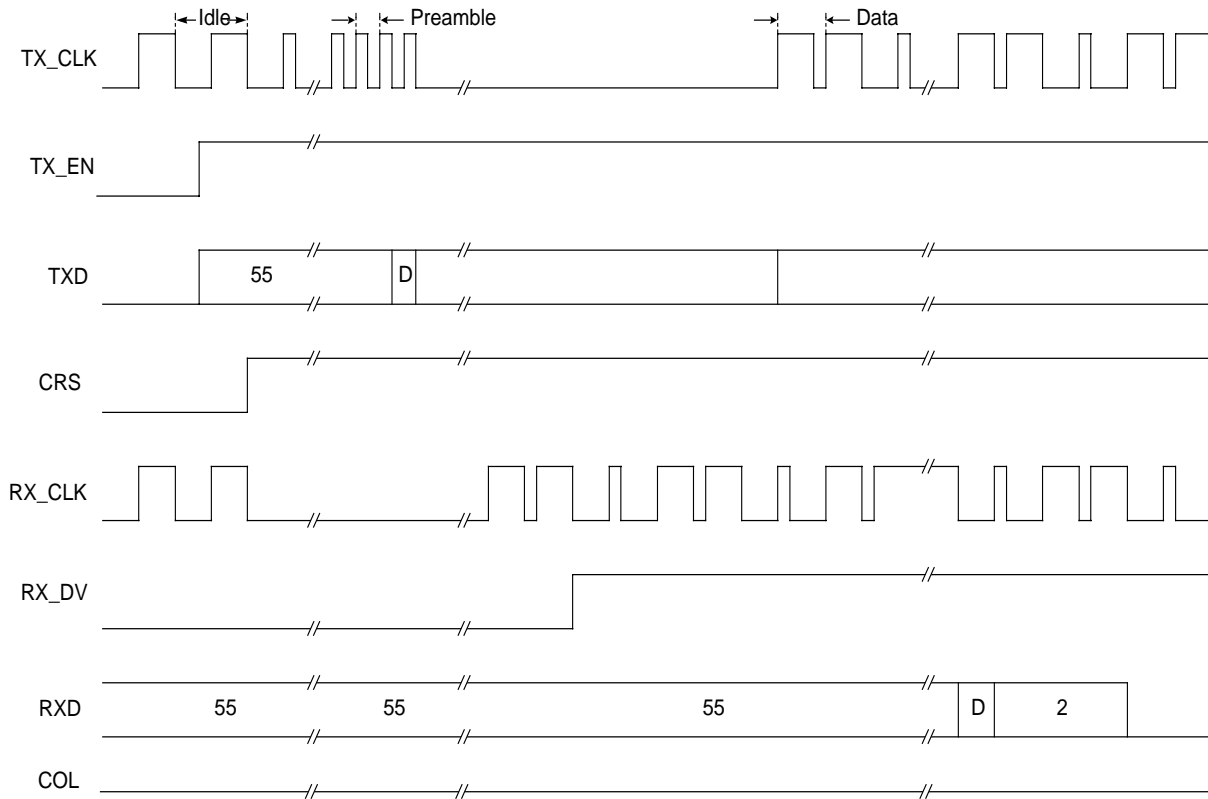 Idle
Preamble
Data
TX_CLK
TX_EN
TXD
55
D
CRS
RX_CLK
RX_DV
RXD
55
55
55
D
2
COL